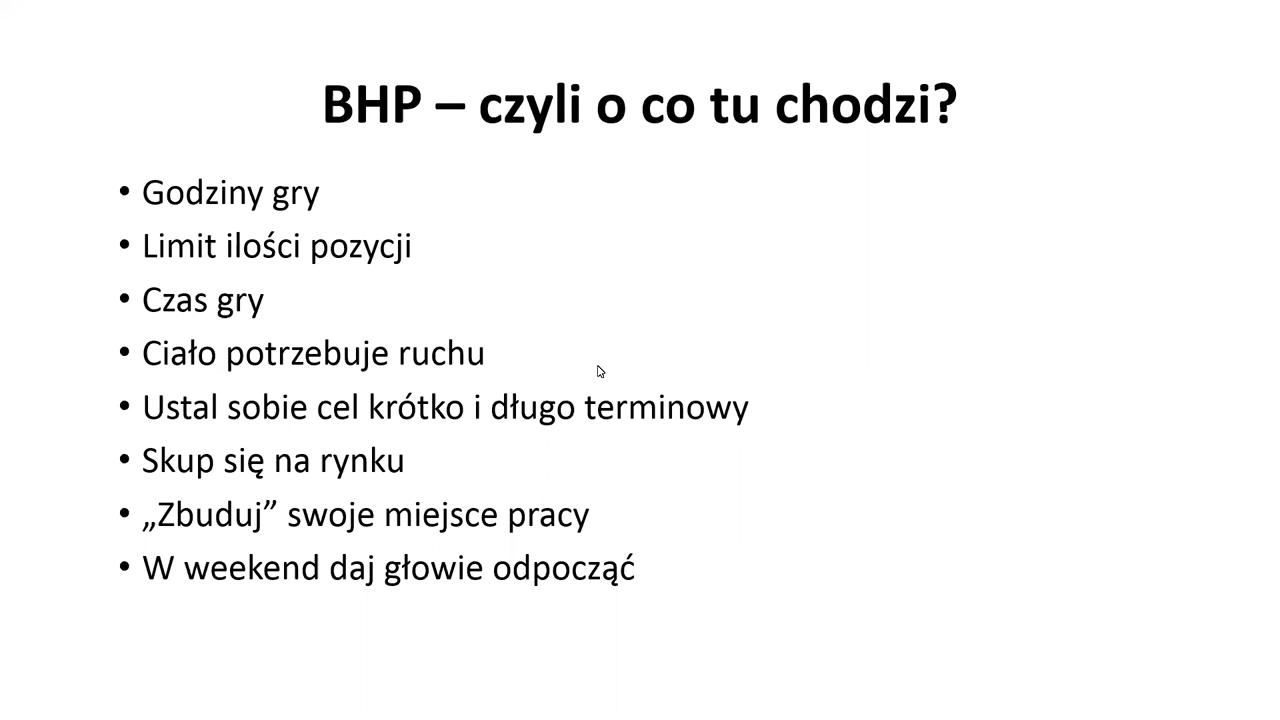 BHP – czyli o co tu chodzi?
• Godziny gry
• Limit ilości pozycji
• Czas gry
• Ciało potrzebuje ruchu
• Ustal sobie cel krótko i długo terminowy
• Skup się na rynku
• „Zbuduj” swoje miejsce pracy
• W weekend daj głowie odpocząć